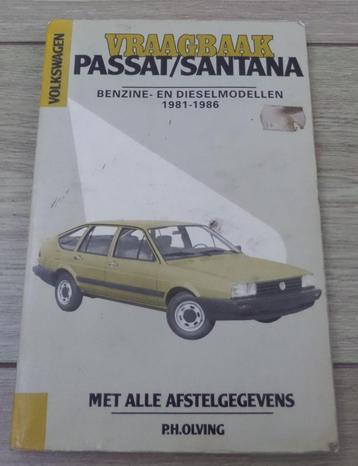 VOLKSWAGEN
VRAAGBAAK
PASSAT/SANTANA
BENZINE- EN DIESELMODELLEN
1981-1986
MET ALLE AFSTELGEGEVENS
P.H.OLVING